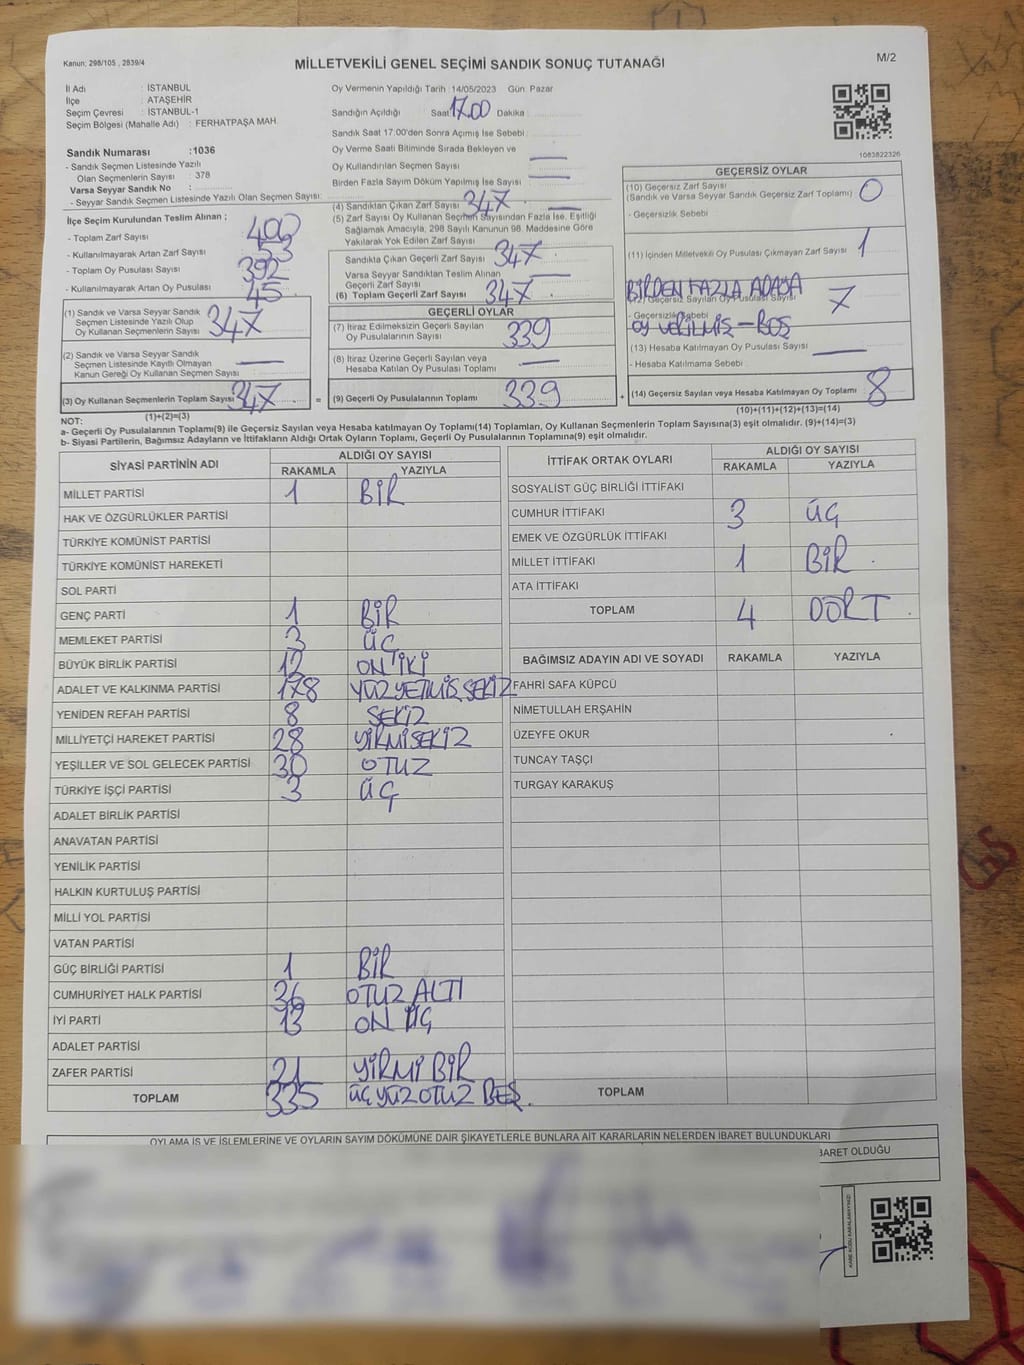 Kanun; 298/105 , 2839/4
MİLLETVEKİLİ GENEL SEÇİMİ SANDIK SONUÇ TUTANAĞI
M/2
İl Adı : İSTANBUL
İlçe : ATAŞEHİR
Seçim Çevresi : İSTANBUL-1
Seçim Bölgesi (Mahalle Adı) : FERHATPAŞA MAH.
Sandık Numarası :1036
- Sandık Seçmen Listesinde Yazılı
Olan Seçmenlerin Sayısı : 378
Varsa Seyyar Sandık No :
- Seyyar Sandık Seçmen Listesinde Yazılı Olan Seçmen Sayısı:
Oy Vermenin Yapıldığı Tarih : 14/05/2023 Gün: Pazar
Sandığın Açıldığı Saat 17.00 Dakika :
Sandık Saat 17:00'den Sonra Açımış İse Sebebi :
Oy Verme Saati Bitiminde Sırada Bekleyen ve
Oy Kullandırılan Seçmen Sayısı
Birden Fazla Sayım Döküm Yapılmış İse Sayısı :
1083822326
İlçe Seçim Kurulundan Teslim Alınan ;
- Toplam Zarf Sayısı 400
- Kullanılmayarak Artan Zarf Sayısı 53
- Toplam Oy Pusulası Sayısı 392
- Kullanılmayarak Artan Oy Pusulası 45
(1) Sandık ve Varsa Seyyar Sandık
Seçmen Listesinde Yazılı Olup
Oy Kullanan Seçmenlerin Sayısı 347
(2) Sandık ve Varsa Seyyar Sandık
Seçmen Listesinde Kayıtlı Olmayan
Kanun Gereği Oy Kullanan Seçmen Sayısı
(3) Oy Kullanan Seçmenlerin Toplam Sayısı 347
(1)+(2)=(3)
(4) Sandıktan Çıkan Zarf Sayısı 347
(5) Zarf Sayısı Oy Kullanan Seçmen Sayısından Fazla İse, Eşitliği
Sağlamak Amacıyla, 298 Sayılı Kanunun 98. Maddesine Göre
Yakılarak Yok Edilen Zarf Sayısı
Sandıkta Çıkan Geçerli Zarf Sayısı 347
Varsa Seyyar Sandıktan Teslim Alınan
Geçerli Zarf Sayısı
(6) Toplam Geçerli Zarf Sayısı 347
GEÇERLİ OYLAR
(7) İtiraz Edilmeksizin Geçerli Sayılan
Oy Pusulalarının Sayısı 339
(8) İtiraz Üzerine Geçerli Sayılan veya
Hesaba Katılan Oy Pusulası Toplamı
= (9) Geçerli Oy Pusulalarının Toplamı 339 +
GEÇERSİZ OYLAR
(10) Geçersiz Zarf Sayısı
(Sandık ve Varsa Seyyar Sandık Geçersiz Zarf Toplamı) 0
- Geçersizlik Sebebi
(11) İçinden Milletvekili Oy Pusulası Çıkmayan Zarf Sayısı 1
BİRDEN FAZLA ADAYA
(12) Geçersiz Sayılan Oy Pusulası Sayısı 7
- Geçersizlik Sebebi
OY VERİLMİŞ – BOŞ
(13) Hesaba Katılmayan Oy Pusulası Sayısı
- Hesaba Katılmama Sebebi
(14) Geçersiz Sayılan veya Hesaba Katılmayan Oy Toplamı 8
(10)+(11)+(12)+(13)=(14)
NOT:
a- Geçerli Oy Pusulalarının Toplamı(9) ile Geçersiz Sayılan veya Hesaba katılmayan Oy Toplamı(14) Toplamları, Oy Kullanan Seçmenlerin Toplam Sayısına(3) eşit olmalıdır. (9)+(14)=(3)
b- Siyasi Partilerin, Bağımsız Adayların ve İttifakların Aldığı Ortak Oyların Toplamı, Geçerli Oy Pusulalarının Toplamına(9) eşit olmalıdır.
SİYASİ PARTİNİN ADI ALDIĞI OY SAYISI
RAKAMLA YAZIYLA
MİLLET PARTİSİ 1 BİR
HAK VE ÖZGÜRLÜKLER PARTİSİ
TÜRKİYE KOMÜNİST PARTİSİ
TÜRKİYE KOMÜNİST HAREKETİ
SOL PARTİ
GENÇ PARTİ 1 BİR
MEMLEKET PARTİSİ 3 ÜÇ
BÜYÜK BİRLİK PARTİSİ 12 ON İKİ
ADALET VE KALKINMA PARTİSİ 178 YÜZ YETMİŞ SEKİZ
YENİDEN REFAH PARTİSİ 8 SEKİZ
MİLLİYETÇİ HAREKET PARTİSİ 28 YİRMİ SEKİZ
YEŞİLLER VE SOL GELECEK PARTİSİ 30 OTUZ
TÜRKİYE İŞÇİ PARTİSİ 3 ÜÇ
ADALET BİRLİK PARTİSİ
ANAVATAN PARTİSİ
YENİLİK PARTİSİ
HALKIN KURTULUŞ PARTİSİ
MİLLİ YOL PARTİSİ
VATAN PARTİSİ
GÜÇ BİRLİĞİ PARTİSİ 1 BİR
CUMHURİYET HALK PARTİSİ 36 OTUZ ALTI
İYİ PARTİ 13 ON ÜÇ
ADALET PARTİSİ
ZAFER PARTİSİ 21 YİRMİ BİR
TOPLAM 335 ÜÇ YÜZ OTUZ BEŞ.
İTTİFAK ORTAK OYLARI ALDIĞI OY SAYISI
RAKAMLA YAZIYLA
SOSYALİST GÜÇ BİRLİĞİ İTTİFAKI
CUMHUR İTTİFAKI 3 ÜÇ
EMEK VE ÖZGÜRLÜK İTTİFAKI
MİLLET İTTİFAKI 1 BİR
ATA İTTİFAKI
TOPLAM 4 DÖRT
BAĞIMSIZ ADAYIN ADI VE SOYADI RAKAMLA YAZIYLA
FAHRİ SAFA KÜPCÜ
NİMETULLAH ERŞAHİN
ÜZEYFE OKUR
TUNCAY TAŞÇI
TURGAY KARAKUŞ
TOPLAM
OYLAMA İŞ VE İŞLEMLERİNE VE OYLARIN SAYIM DÖKÜMÜNE DAİR ŞİKAYETLERLE BUNLARA AİT KARARLARIN NELERDEN İBARET BULUNDUKLARI
BARET OLDUĞU